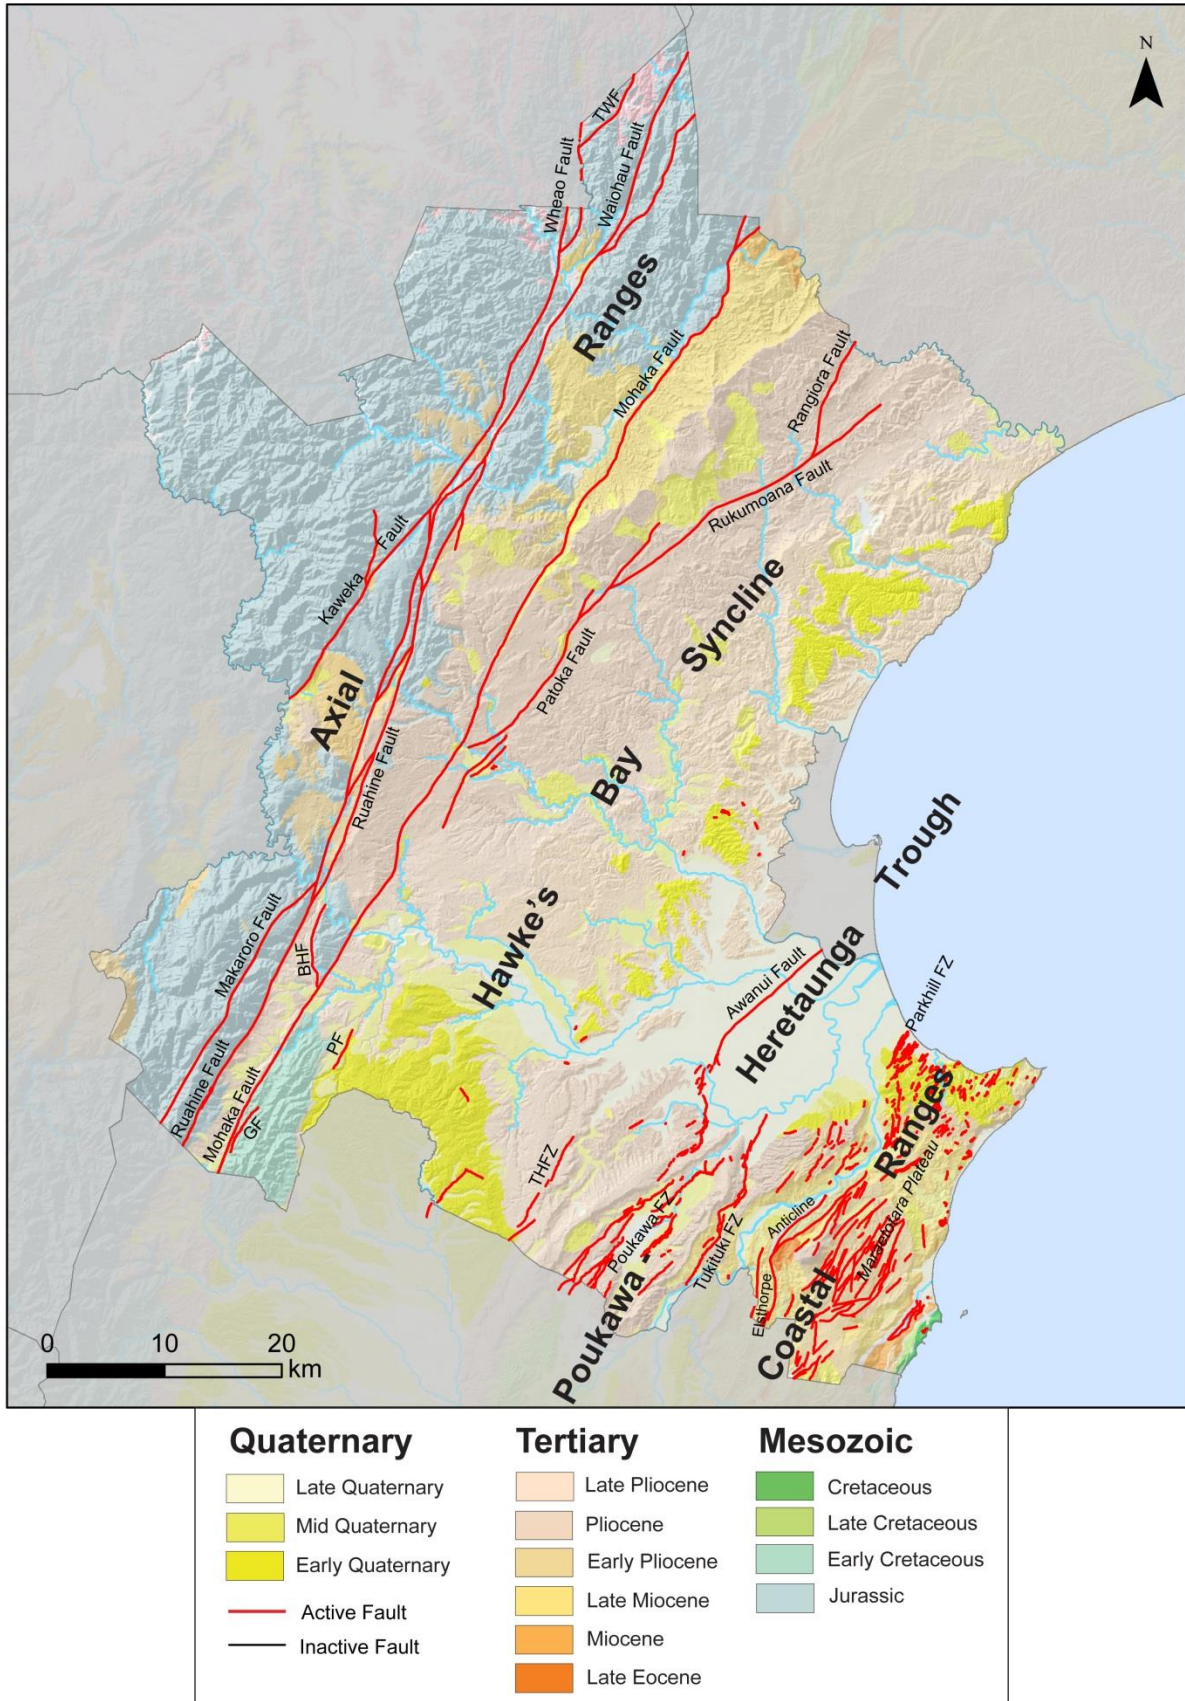 N
TWF
Wheao Fault
Waiohau Fault
Ranges
Mohaka Fault
Rangiora Fault
Rukumoana Fault
Kaweka Fault
Syncline
Patoka Fault
Axial
Ruahine Fault
Bay
Trough
Hawke's
Makaroro Fault
BHF
Awanui Fault
Heretaunga
Parkhill FZ
PF
Ruahine Fault
Mohaka Fault
GF
Ranges
THFZ
Poukawa FZ
Tukituki FZ
Anticline
Elsthorpe
Maraetotara Plateau
Coastal
Poukawa -
0 10 20
km
Quaternary
Late Quaternary
Mid Quaternary
Early Quaternary
Active Fault
Inactive Fault
Tertiary
Late Pliocene
Pliocene
Early Pliocene
Late Miocene
Miocene
Late Eocene
Mesozoic
Cretaceous
Late Cretaceous
Early Cretaceous
Jurassic